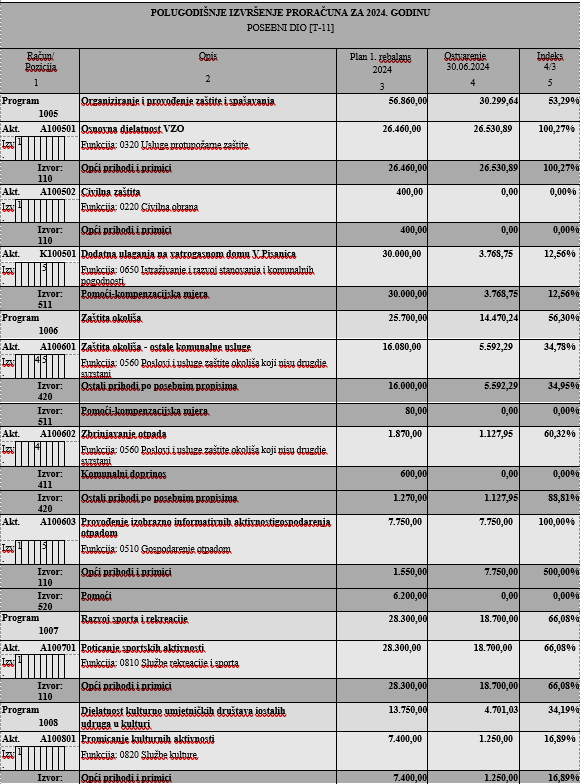 POLUGODIŠNJE IZVRŠENJE PRORAČUNA ZA 2024. GODINU
POSEBNI DIO [T-11]
Račun/ Pozicija Opis Plan 1. rebalans 2024 Ostvarenje 30.06.2024 Indeks 4/3
1 2 3 4 5
Program 1005 Organiziranje i provođenje zaštite i spašavanja 56.860,00 30.299,64 53,29%
Akt. A100501 Osnovna djelatnost VZO 26.460,00 26.530,89 100,27%
Izv. 1 Funkcija: 0320 Usluge protupožarne zaštite
Izvor: 110 Opći prihodi i primici 26.460,00 26.530,89 100,27%
Akt. A100502 Civilna zaštita 400,00 0,00 0,00%
Izv. 1 Funkcija: 0220 Civilna obrana
Izvor: 110 Opći prihodi i primici 400,00 0,00 0,00%
Akt. K100501 Dodatna ulaganja na vatrogasnom domu V.Pisanica 30.000,00 3.768,75 12,56%
Izv. 5 Funkcija: 0650 Istraživanje i razvoj stanovanja i komunalnih
pogodnosti
Izvor: 511 Pomoći-kompenzacijska mjera 30.000,00 3.768,75 12,56%
Program 1006 Zaštita okoliša 25.700,00 14.470,24 56,30%
Akt. A100601 Zaštita okoliša - ostale komunalne usluge 16.080,00 5.592,29 34,78%
Izv. 4 5 Funkcija: 0560 Poslovi i usluge zaštite okoliša koji nisu drugdje
svrstani
Izvor: 420 Ostali prihodi po posebnim propisima 16.000,00 5.592,29 34,95%
Izvor: 511 Pomoći-kompenzacijska mjera 80,00 0,00 0,00%
Akt. A100602 Zbrinjavanje otpada 1.870,00 1.127,95 60,32%
Izv. 4 Funkcija: 0560 Poslovi i usluge zaštite okoliša koji nisu drugdje
svrstani
Izvor: 411 Komunalni doprinos 600,00 0,00 0,00%
Izvor: 420 Ostali prihodi po posebnim propisima 1.270,00 1.127,95 88,81%
Akt. A100603 Provođenje izobrazno informativnih aktivnostigospodarenja 7.750,00 7.750,00 100,00%
otpadom
Izv. 1 5 Funkcija: 0510 Gospodarenje otpadom
Izvor: 110 Opći prihodi i primici 1.550,00 7.750,00 500,00%
Izvor: 520 Pomoći 6.200,00 0,00 0,00%
Program 1007 Razvoj sporta i rekreacije 28.300,00 18.700,00 66,08%
Akt. A100701 Poticanje sportskih aktivnosti 28.300,00 18.700,00 66,08%
Izv. 1 Funkcija: 0810 Službe rekreacije i sporta
Izvor: 110 Opći prihodi i primici 28.300,00 18.700,00 66,08%
Program 1008 Djelatnost kulturno umjetničkih društava iostalih 13.750,00 4.701,03 34,19%
udruga u kulturi
Akt. A100801 Promicanje kulturnih aktivnosti 7.400,00 1.250,00 16,89%
Izv. 1 Funkcija: 0820 Službe kulture
Izvor: Opći prihodi i primici 7.400,00 1.250,00 16,89%